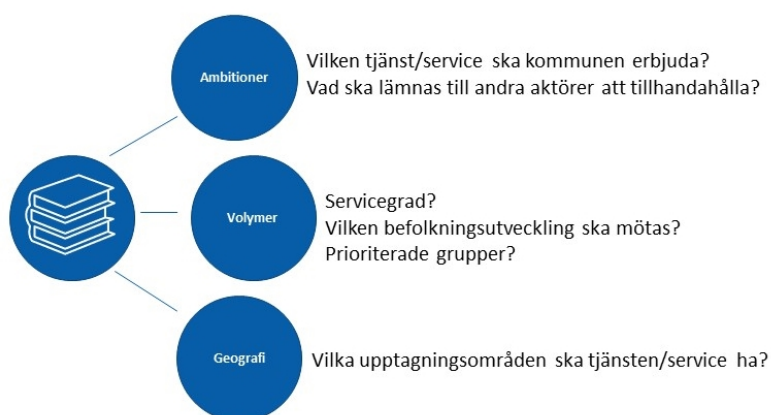 Ambitioner
Vilken tjänst/service ska kommunen erbjuda?
Vad ska lämnas till andra aktörer att tillhandahålla?
Volymer
Servicegrad?
Vilken befolkningsutveckling ska mötas?
Prioriterade grupper?
Geografi
Vilka upptagningsområden ska tjänsten/service ha?